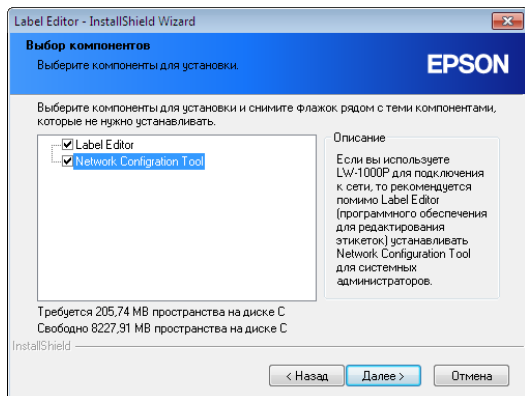 Label Editor - InstallShield Wizard
Выбор компонентов
Выберите компоненты для установки.
EPSON
Выберите компоненты для установки и снимите флажок рядом с теми компонентами,
которые не нужно устанавливать.
Label Editor
Network Configration Tool
Описание
Если вы используете
LW-1000P для подключения
к сети, то рекомендуется
помимо Label Editor
(программного обеспечения
для редактирования
этикеток) устанавливать
Network Configuration Tool
для системных
администраторов.
Требуется 205,74 MB пространства на диске C
Свободно 8227,91 MB пространства на диске C
InstallShield
< Назад
Далее >
Отмена